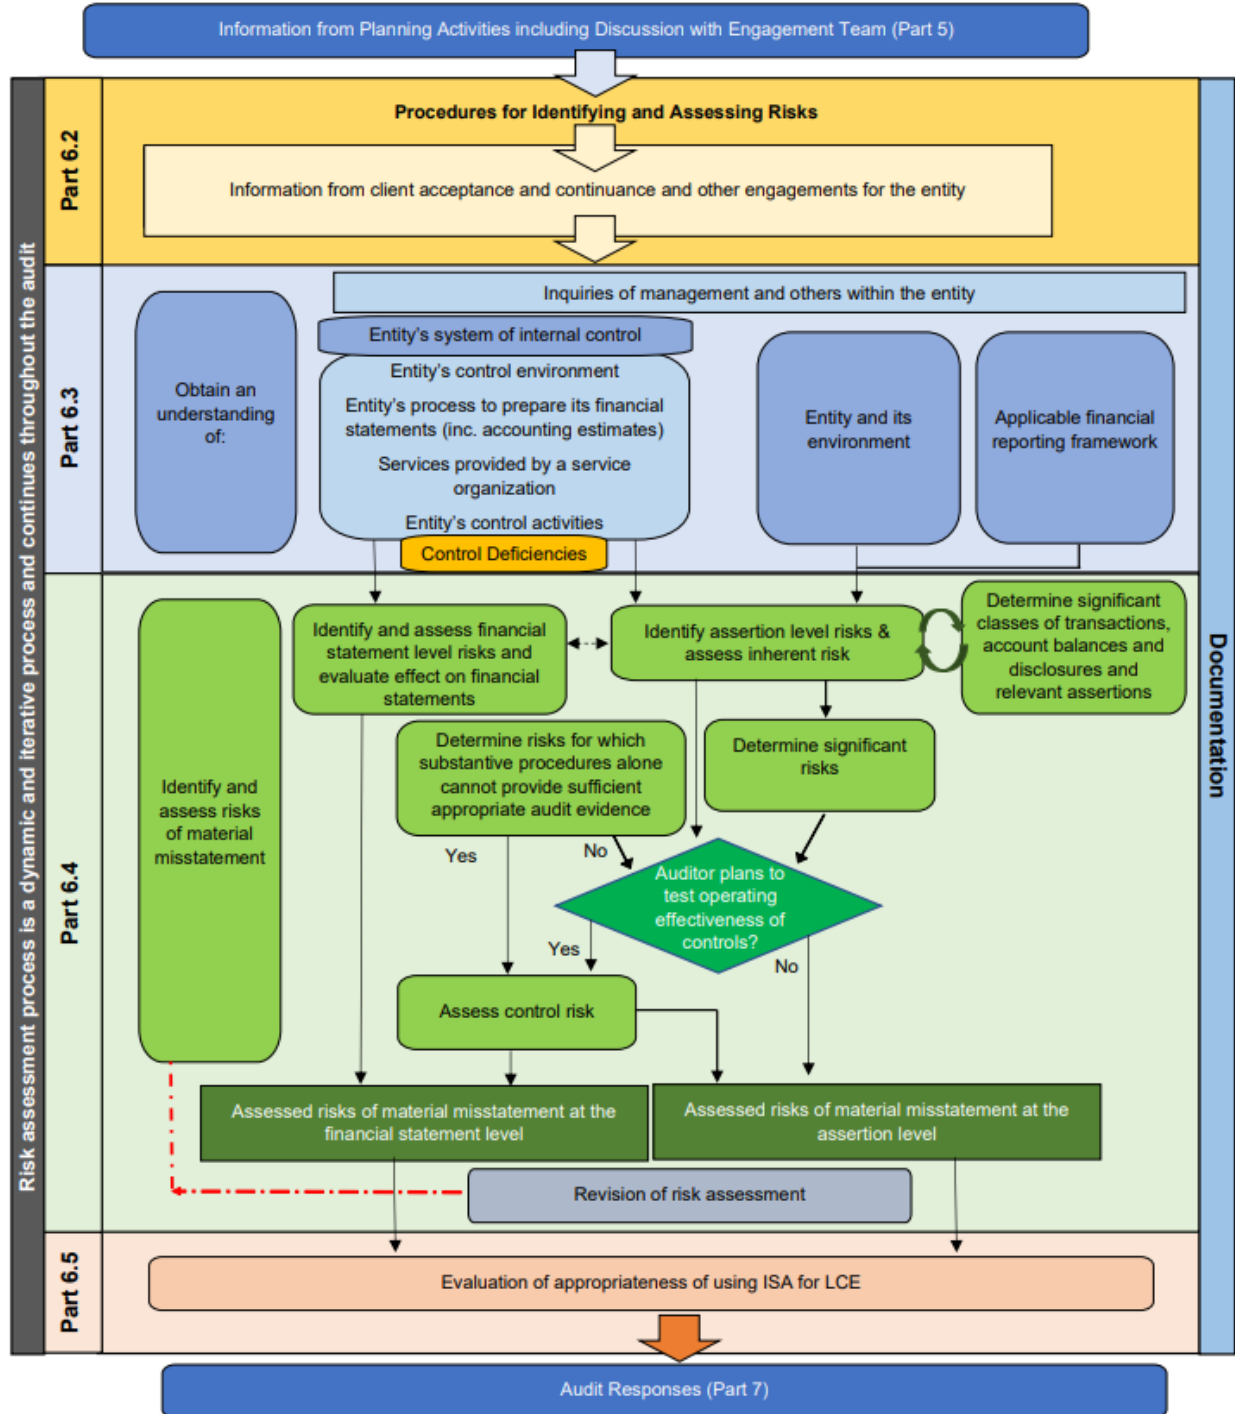 Information from Planning Activities including Discussion with Engagement Team (Part 5)
Risk assessment process is a dynamic and iterative process and continues throughout the audit
Documentation
Part 6.2
Procedures for Identifying and Assessing Risks
Information from client acceptance and continuance and other engagements for the entity
Part 6.3
Inquiries of management and others within the entity
Obtain an
understanding
of:
Entity's system of internal control
Entity's control environment
Entity's process to prepare its financial
statements (inc. accounting estimates)
Services provided by a service
organization
Entity's control activities
Control Deficiencies
Entity and its
environment
Applicable financial
reporting framework
Part 6.4
Identify and
assess risks
of material
misstatement
Identify and assess financial
statement level risks and
evaluate effect on financial
statements
Identify assertion level risks &
assess inherent risk
Determine significant
classes of transactions,
account balances and
disclosures and
relevant assertions
Determine risks for which
substantive procedures alone
cannot provide sufficient
appropriate audit evidence
Determine significant
risks
Yes
No
Auditor plans to
test operating
effectiveness of
controls?
Yes
No
Assess control risk
Assessed risks of material misstatement at the
financial statement level
Assessed risks of material misstatement at the
assertion level
Revision of risk assessment
Part 6.5
Evaluation of appropriateness of using ISA for LCE
Audit Responses (Part 7)